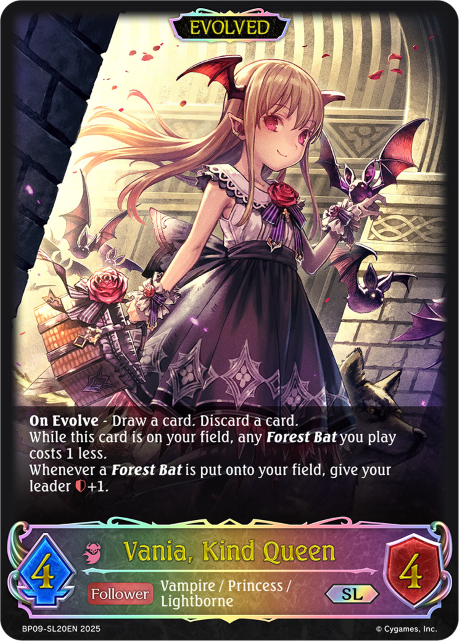 EVOLVED
On Evolve - Draw a card. Discard a card.
While this card is on your field, any Forest Bat you play
costs 1 less.
Whenever a Forest Bat is put onto your field, give your
leader +1.
Vania, Kind Queen
4
4
Follower
Vampire / Princess /
Lightborne
SL
BP09-SL20EN 2025
© Cygames, Inc.